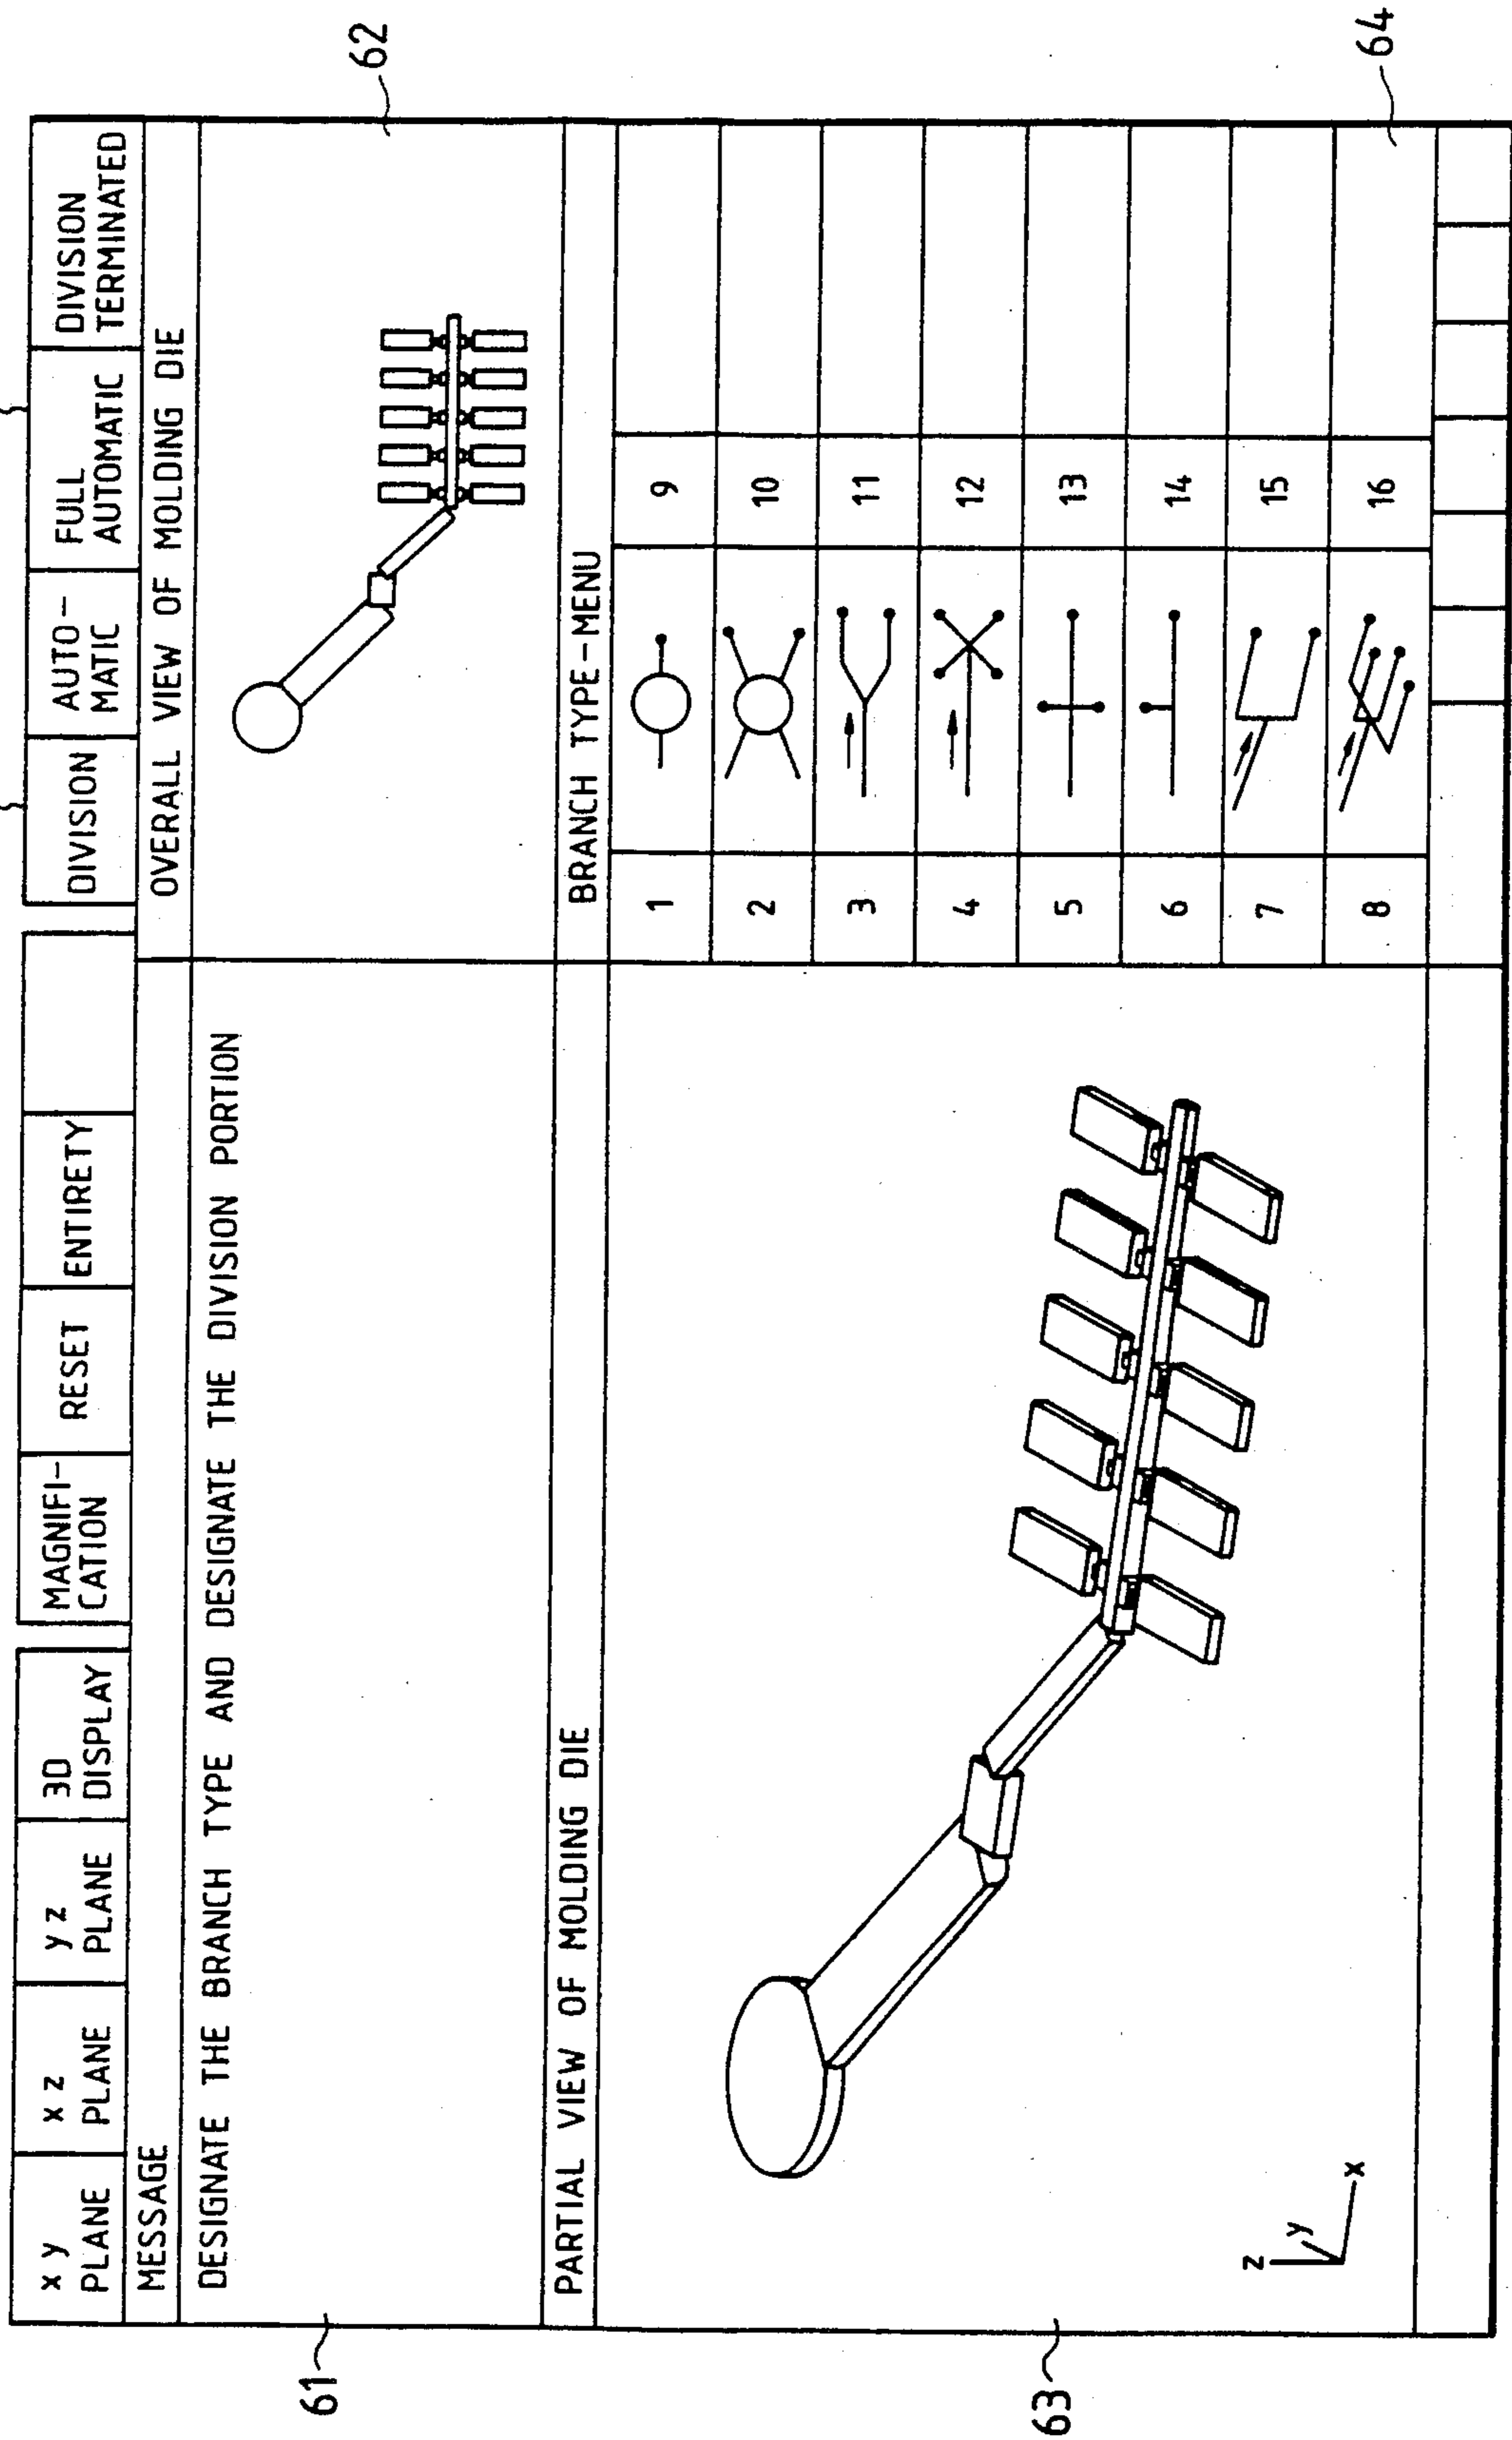 x y
PLANE
x z
PLANE
y z
PLANE
3D
DISPLAY
MAGNIFI-
CATION
RESET
ENTIRETY
DIVISION
AUTO-
MATIC
FULL
AUTOMATIC
DIVISION
TERMINATED
MESSAGE
DESIGNATE THE BRANCH TYPE AND DESIGNATE THE DIVISION PORTION
61
OVERALL VIEW OF MOLDING DIE
62
PARTIAL VIEW OF MOLDING DIE
z
y
x
63
BRANCH TYPE-MENU
1
9
2
10
3
11
4
12
5
13
6
14
7
15
8
16
64